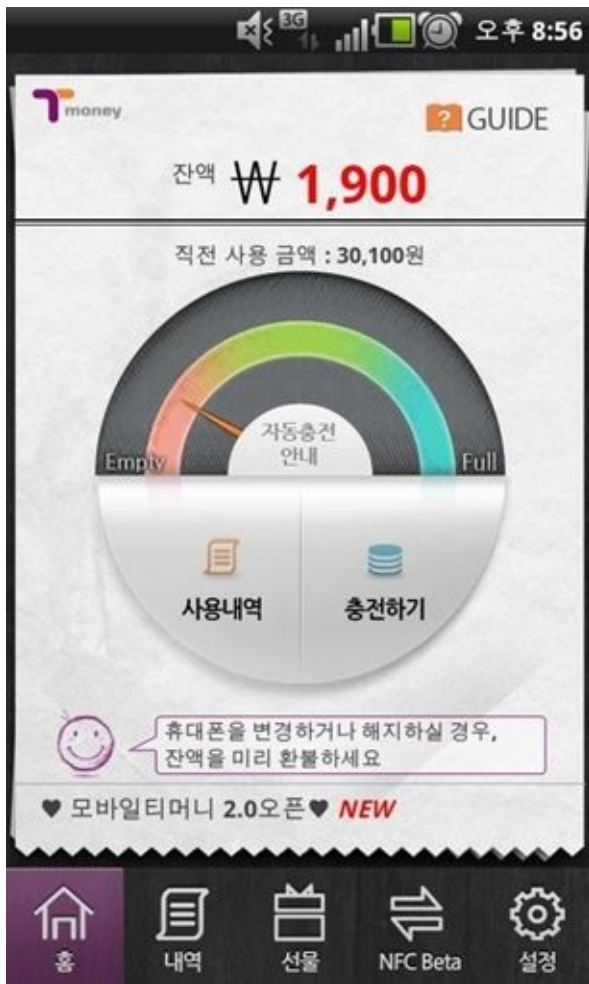 3G
오후 8:56
Tmoney
? GUIDE
잔액 ₩ 1,900
직전 사용 금액 : 30,100원
자동충전
안내
Empty
Full
사용내역
충전하기
휴대폰을 변경하거나 해지하실 경우,
잔액을 미리 환불하세요
♥ 모바일티머니 2.0오픈♥ NEW
홈
내역
선물
NFC Beta
설정